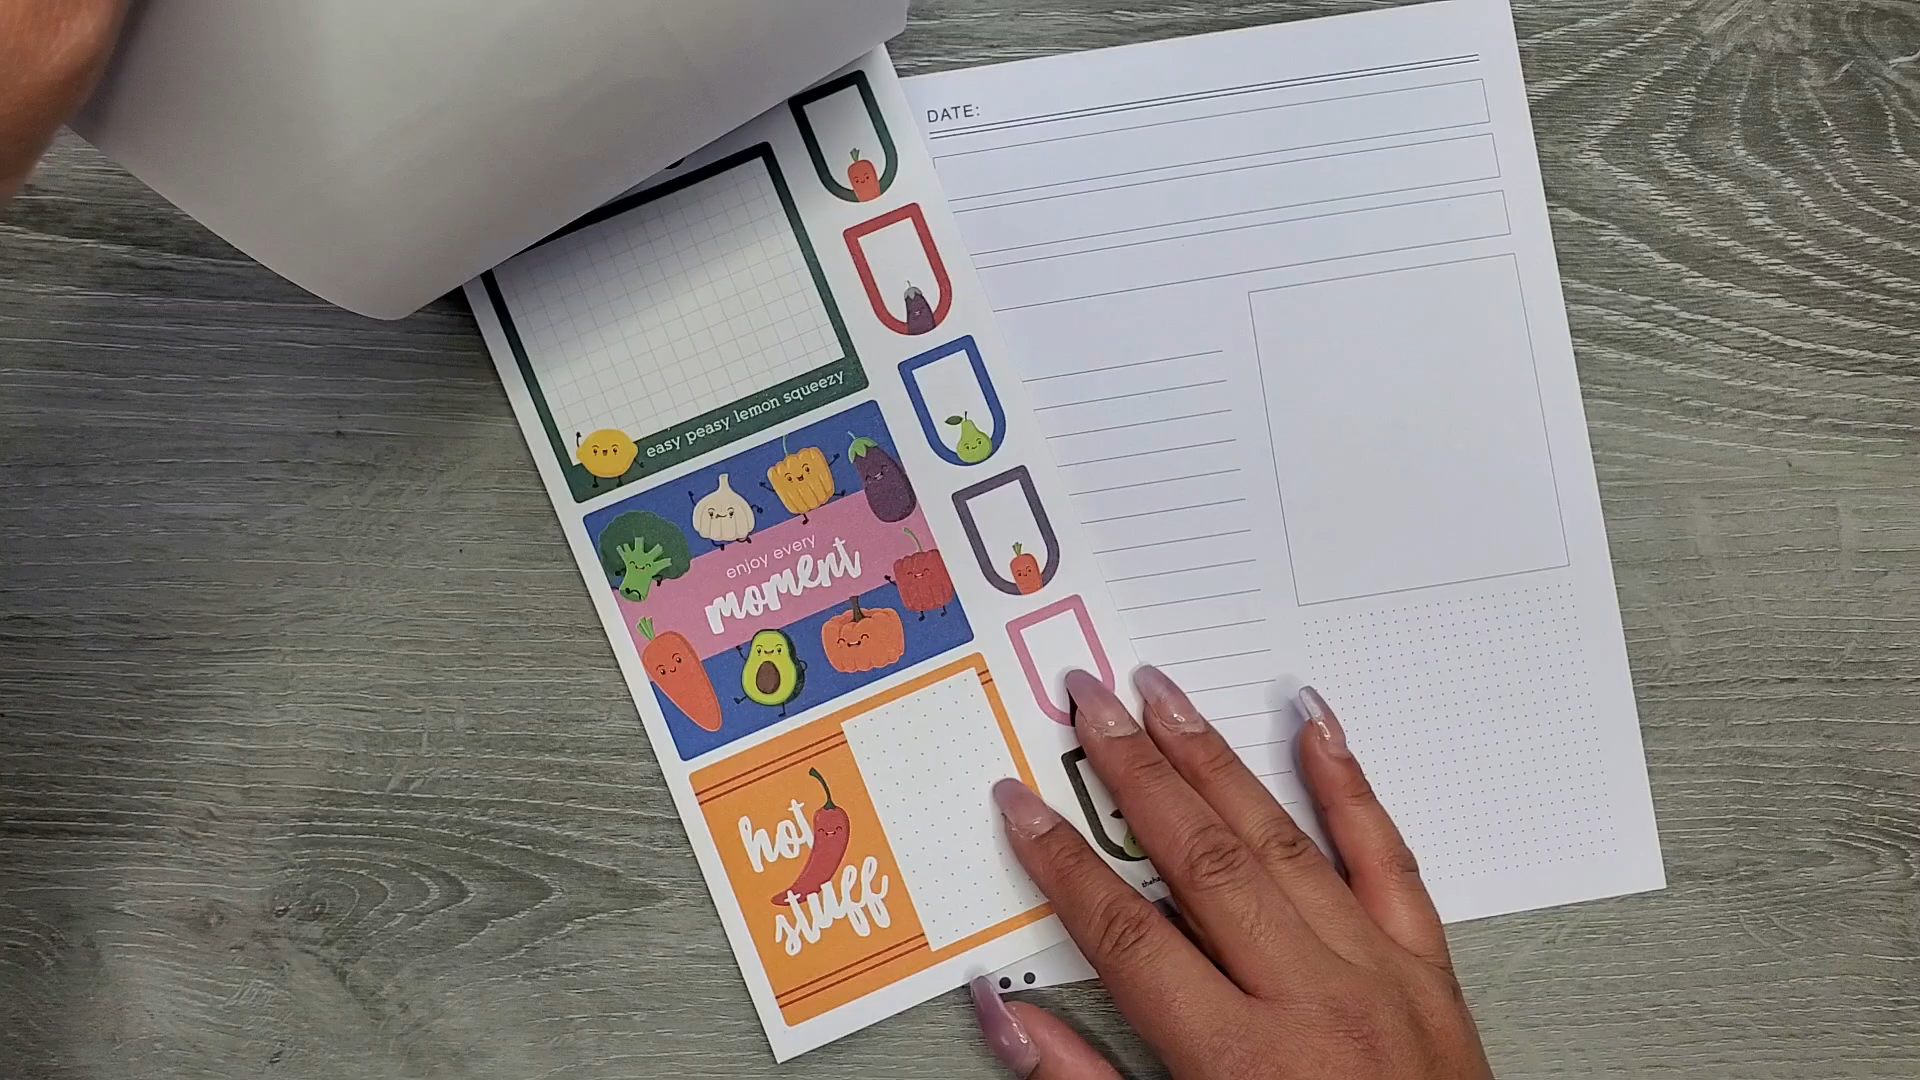 DATE:
easy peasy lemon squeezy
enjoy every
moment
hot
stuff